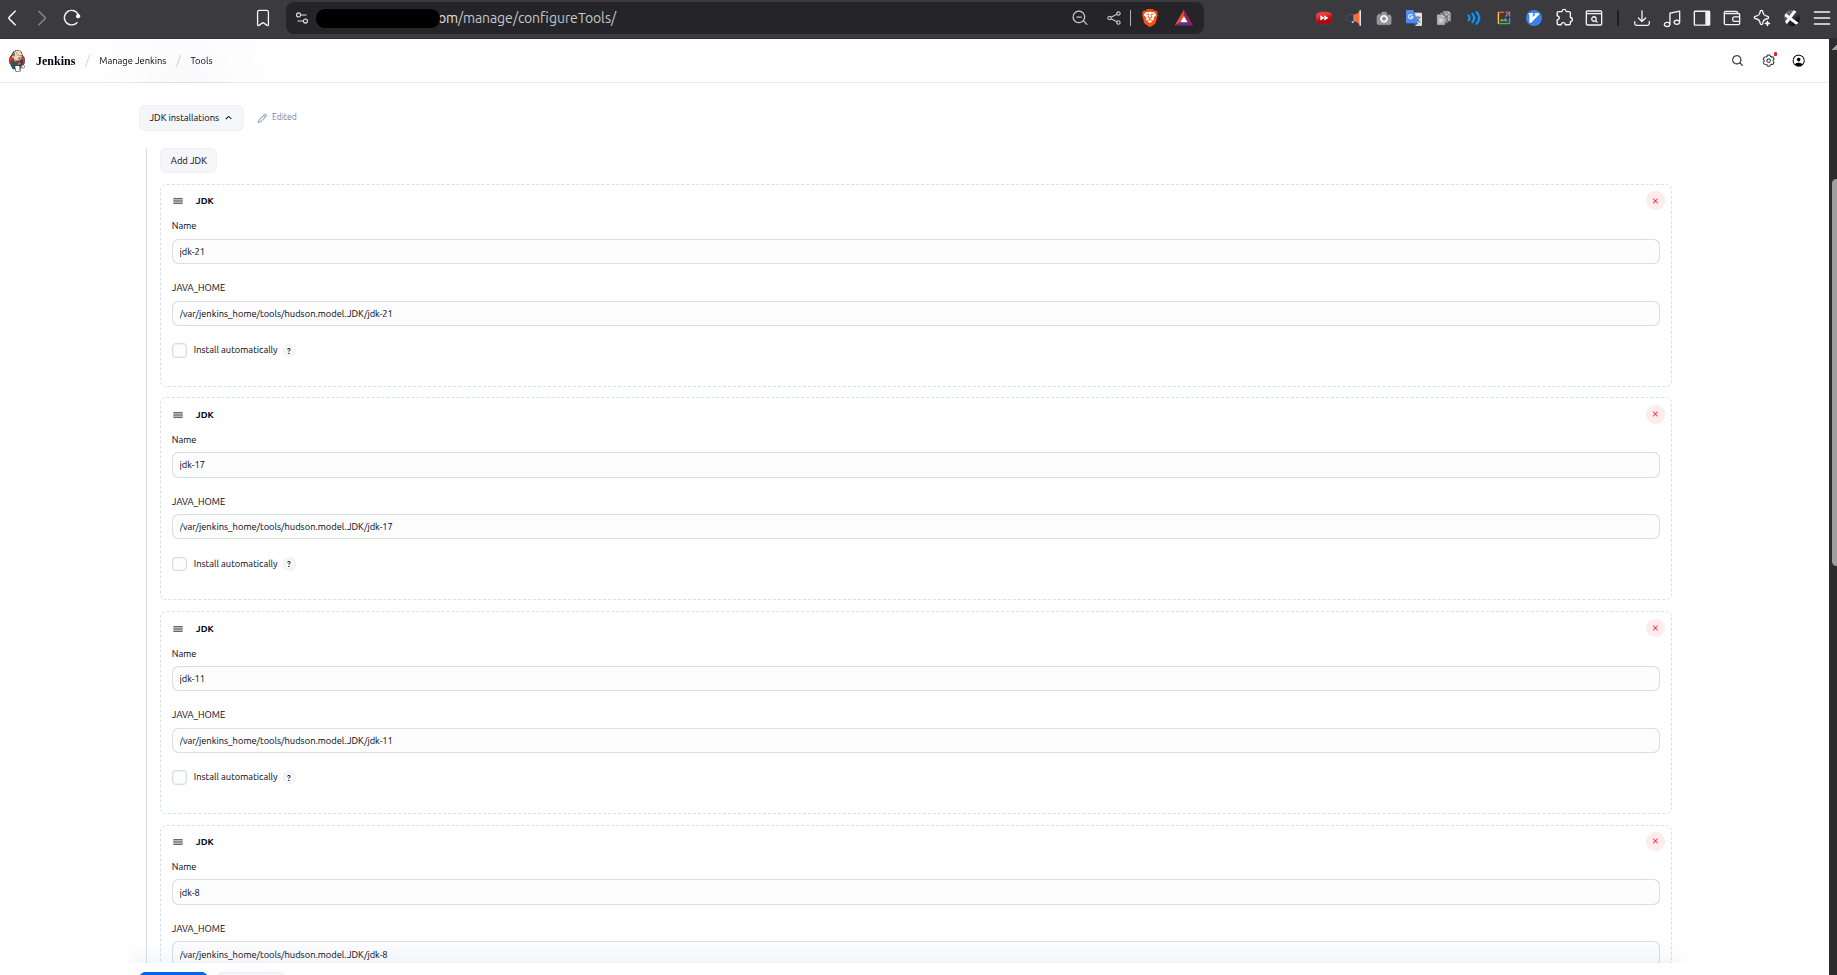 om/manage/configureTools/
Jenkins / Manage Jenkins / Tools
JDK installations
Edited
Add JDK
JDK
Name
jdk-21
JAVA_HOME
/var/jenkins_home/tools/hudson.model.JDK/jdk-21
Install automatically ?
JDK
Name
jdk-17
JAVA_HOME
/var/jenkins_home/tools/hudson.model.JDK/jdk-17
Install automatically ?
JDK
Name
jdk-11
JAVA_HOME
/var/jenkins_home/tools/hudson.model.JDK/jdk-11
Install automatically ?
JDK
Name
jdk-8
JAVA_HOME
/var/jenkins_home/tools/hudson.model.JDK/jdk-8